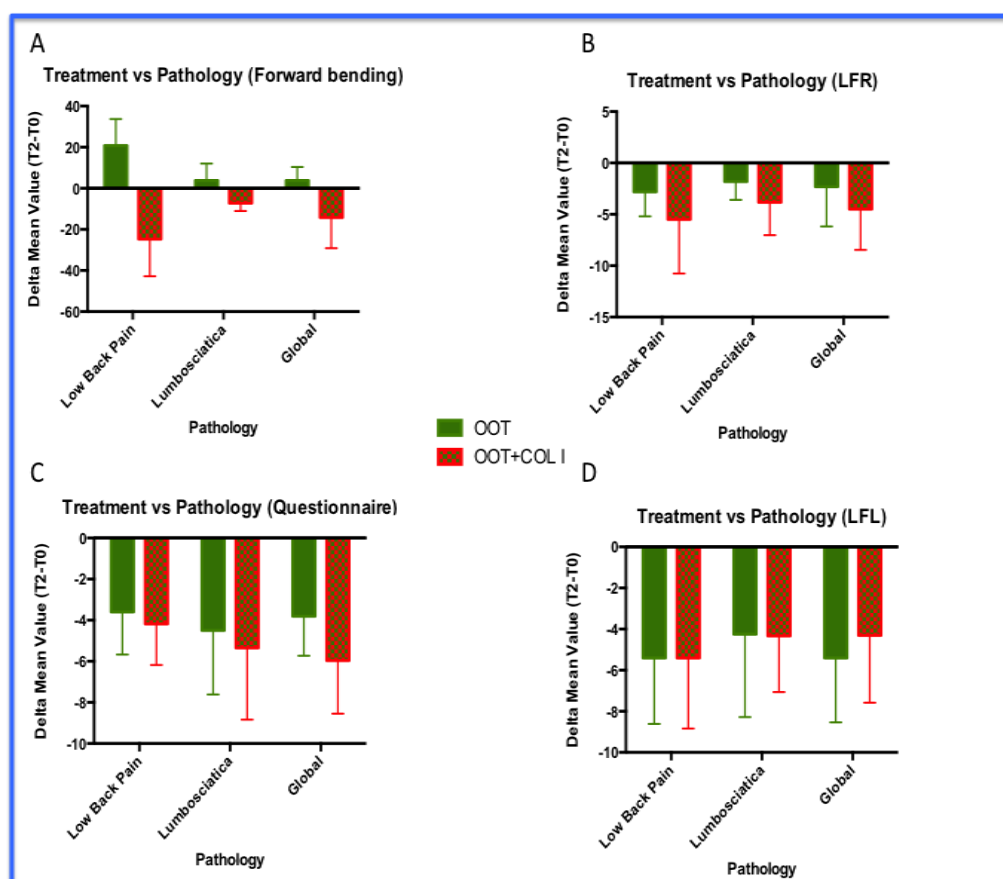 A
Treatment vs Pathology (Forward bending)
Delta Mean Value (T2-T0)
40
20
0
-20
-40
-60
Low Back Pain
Lumbosciatica
Global
Pathology
B
Treatment vs Pathology (LFR)
Delta Mean Value (T2-T0)
5
0
-5
-10
-15
Low Back Pain
Lumbosciatica
Global
Pathology
OOT
OOT+COL I
C
Treatment vs Pathology (Questionnaire)
Delta Mean Value (T2-T0)
0
-2
-4
-6
-8
-10
Low Back Pain
Lumbosciatica
Global
Pathology
D
Treatment vs Pathology (LFL)
Delta Mean Value (T2-T0)
0
-2
-4
-6
-8
-10
Low Back Pain
Lumbosciatica
Global
Pathology